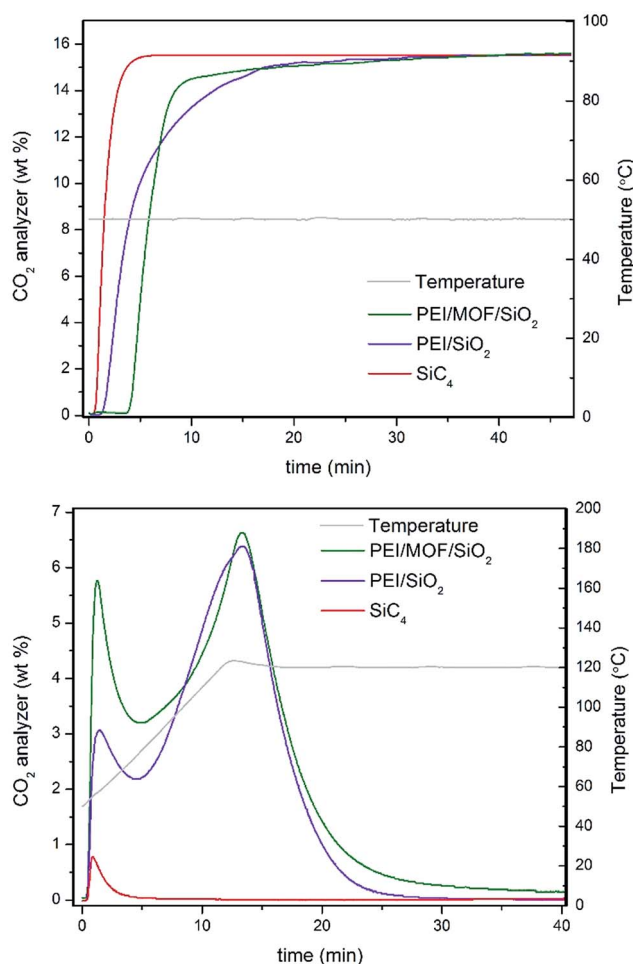 16
14
12
10
8
6
4
2
0
CO2 analyzer (wt %)
100
80
60
40
20
0
Temperature (°C)
Temperature
PEI/MOF/SiO2
PEI/SiO2
SiC4
0 10 20 30 40
time (min)
7
6
5
4
3
2
1
0
CO2 analyzer (wt %)
200
180
160
140
120
100
80
60
40
20
0
Temperature (°C)
Temperature
PEI/MOF/SiO2
PEI/SiO2
SiC4
0 10 20 30 40
time (min)